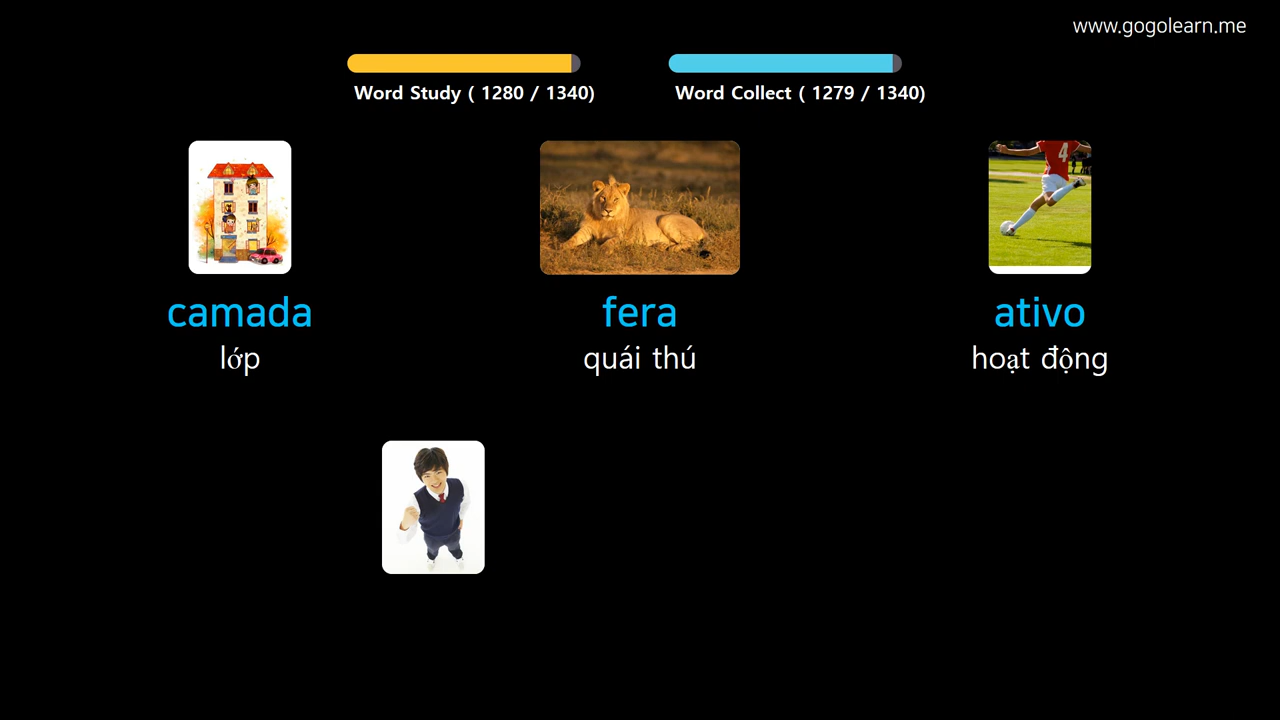 www.gogolearn.me
Word Study ( 1280 / 1340)
Word Collect ( 1279 / 1340)
camada
fera
ativo
lớp
quái thú
hoạt động
4